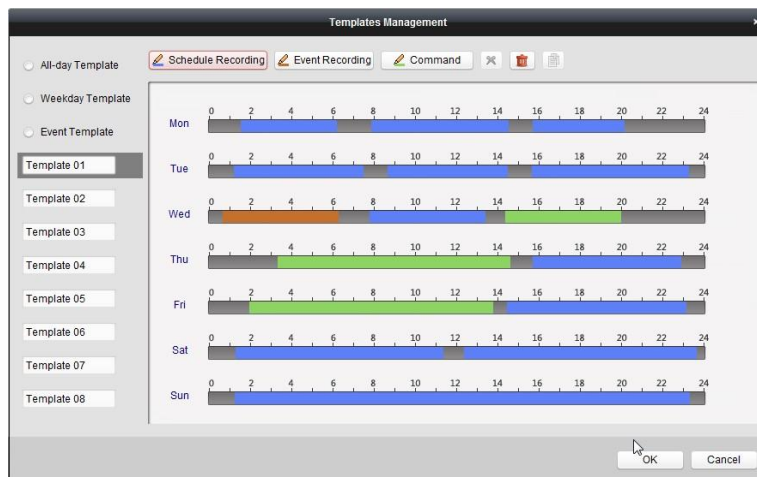 Templates Management
All-day Template
Weekday Template
Event Template
Template 01
Template 02
Template 03
Template 04
Template 05
Template 06
Template 07
Template 08
Schedule Recording Event Recording Command
0 2 4 6 8 10 12 14 16 18 20 22 24
Mon
0 2 4 6 8 10 12 14 16 18 20 22 24
Tue
0 2 4 6 8 10 12 14 16 18 20 22 24
Wed
0 2 4 6 8 10 12 14 16 18 20 22 24
Thu
0 2 4 6 8 10 12 14 16 18 20 22 24
Fri
0 2 4 6 8 10 12 14 16 18 20 22 24
Sat
0 2 4 6 8 10 12 14 16 18 20 22 24
Sun
OK Cancel